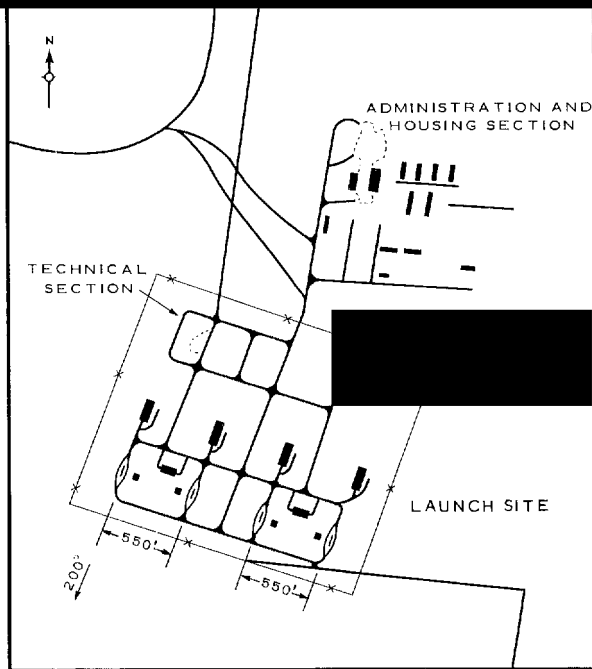 N
ADMINISTRATION AND
HOUSING SECTION
TECHNICAL
SECTION
LAUNCH SITE
550'
550'
200°